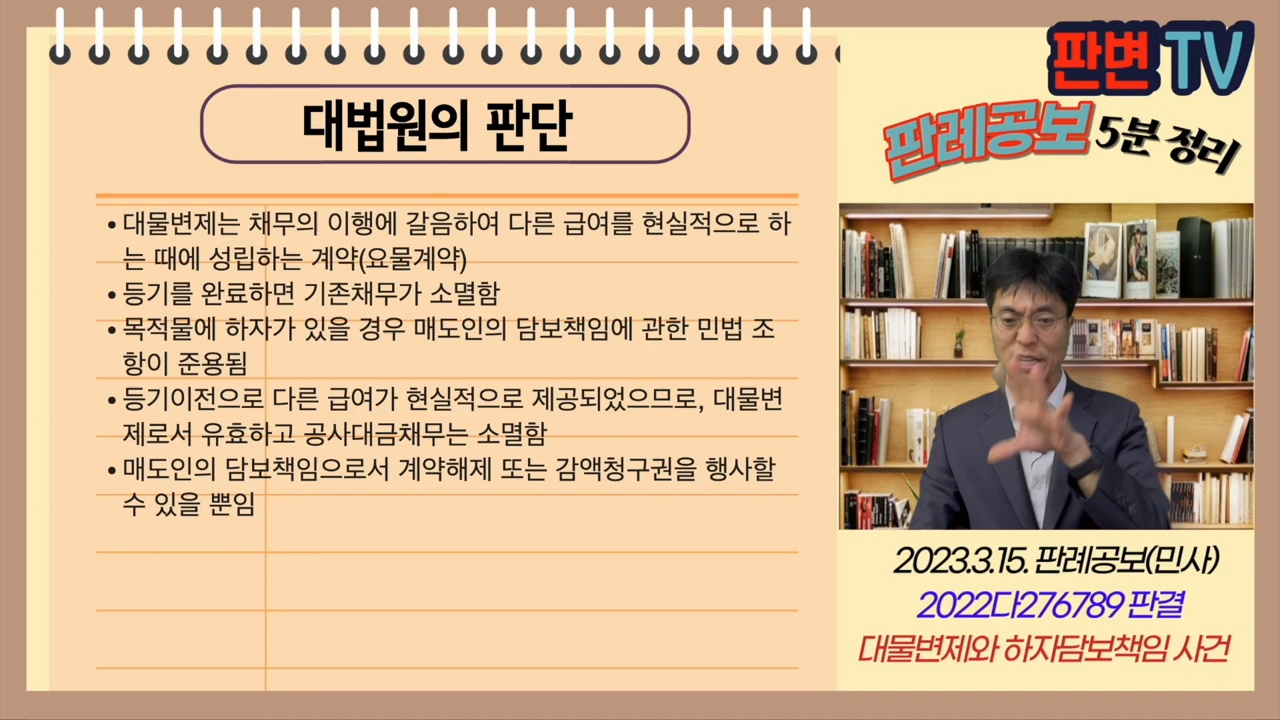 판변 TV
판례공보 5분 정리
대법원의 판단
• 대물변제는 채무의 이행에 갈음하여 다른 급여를 현실적으로 하
는 때에 성립하는 계약(요물계약)
• 등기를 완료하면 기존채무가 소멸함
• 목적물에 하자가 있을 경우 매도인의 담보책임에 관한 민법 조
항이 준용됨
• 등기이전으로 다른 급여가 현실적으로 제공되었으므로, 대물변
제로서 유효하고 공사대금채무는 소멸함
• 매도인의 담보책임으로서 계약해제 또는 감액청구권을 행사할
수 있을 뿐임
2023.3.15. 판례공보(민사)
2022다276789 판결
대물변제와 하자담보책임 사건